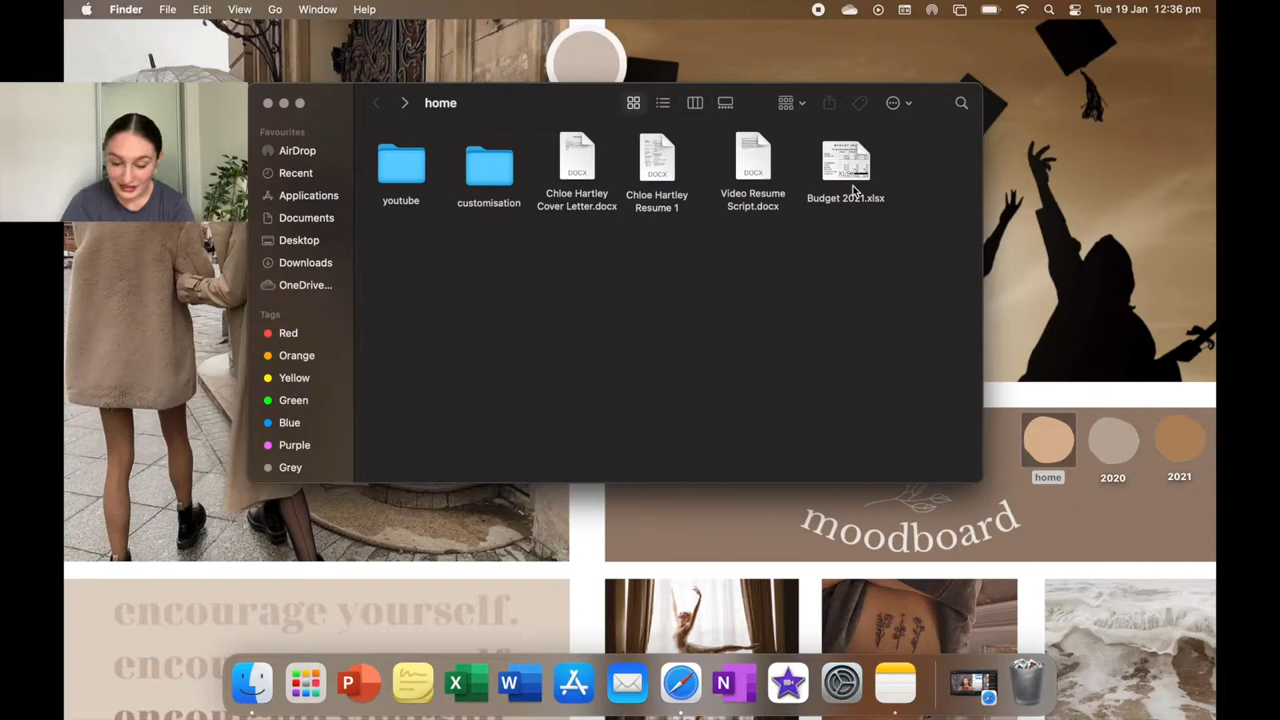 Finder File Edit View Go Window Help
Tue 19 Jan 12:36 pm
home
Favourites
AirDrop
Recent
Applications
Documents
Desktop
Downloads
OneDrive...
Tags
Red
Orange
Yellow
Green
Blue
Purple
Grey
youtube
customisation
DOCX
Chloe Hartley
Cover Letter.docx
Chloe Hartley
Resume 1
DOCX
Video Resume
Script.docx
Budget 2021.xlsx
home
2020
2021
moodboard
encourage yourself.
P
X
W
N